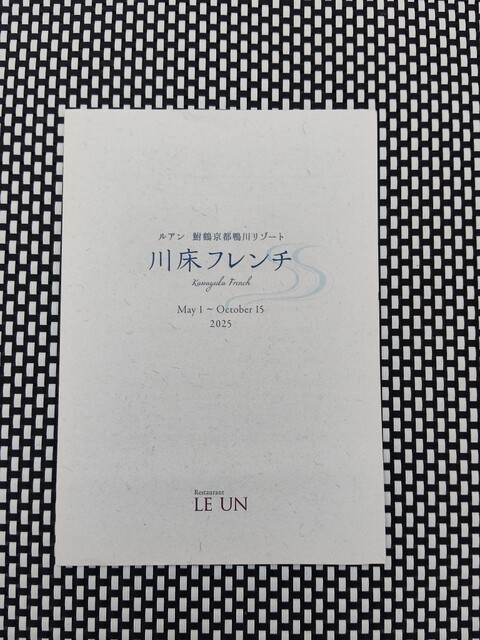 ルアン 鮒鶴京都鴨川リゾート
川床フレンチ
Kawayuka French
May 1 ~ October 15
2025
Restaurant
LE UN